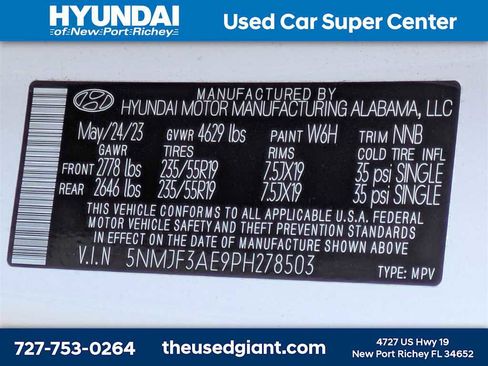 HYUNDAI
of New Port Richey
Used Car Super Center
MANUFACTURED BY
HYUNDAI MOTOR MANUFACTURING ALABAMA, LLC
May/24/23 GVWR 4629 lbs PAINT W6H TRIM NNB
GAWR TIRES RIMS COLD TIRE INFL
FRONT 2778 lbs 235/55R19 7.5JX19 35 psi SINGLE
REAR 2646 lbs 235/55R19 7.5JX19 35 psi SINGLE
THIS VEHICLE CONFORMS TO ALL APPLICABLE U.S.A. FEDERAL
MOTOR VEHICLE SAFETY AND THEFT PREVENTION STANDARDS
IN EFFECT ON THE DATE OF MANUFACTURE SHOWN ABOVE.
V.I.N 5NMJF3AE9PH278503
TYPE: MPV
727-753-0264
theusedgiant.com
4727 US Hwy 19
New Port Richey FL 34652